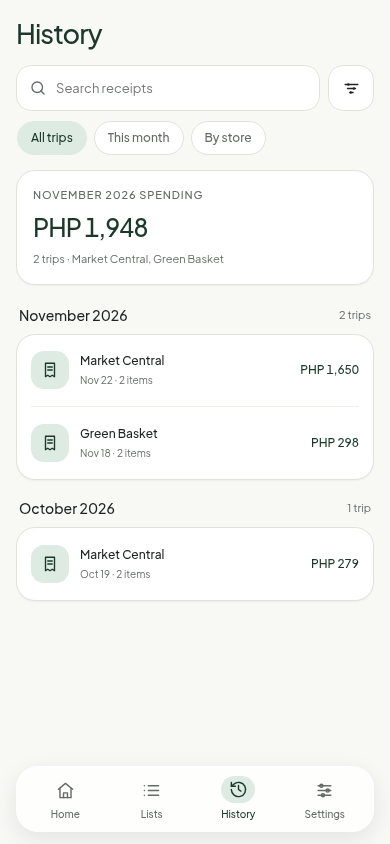 History
Search receipts
All trips
This month
By store
NOVEMBER 2026 SPENDING
PHP 1,948
2 trips · Market Central, Green Basket
November 2026
2 trips
Market Central
Nov 22 · 2 items
PHP 1,650
Green Basket
Nov 18 · 2 items
PHP 298
October 2026
1 trip
Market Central
Oct 19 · 2 items
PHP 279
Home
Lists
History
Settings